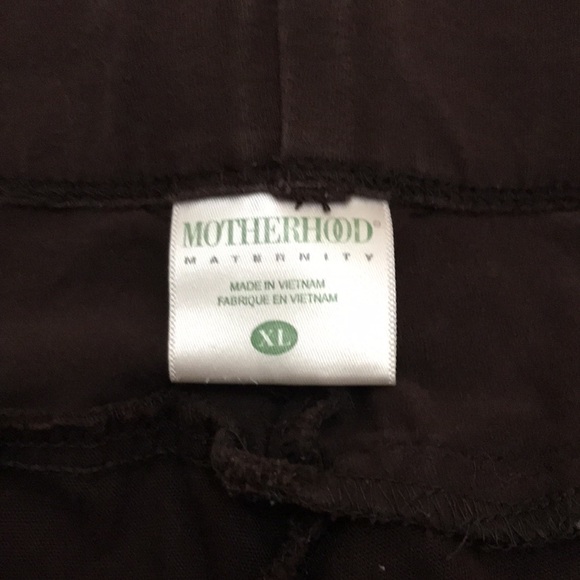 MOTHERHOOD®
MATERNITY
MADE IN VIETNAM
FABRIQUE EN VIETNAM
XL